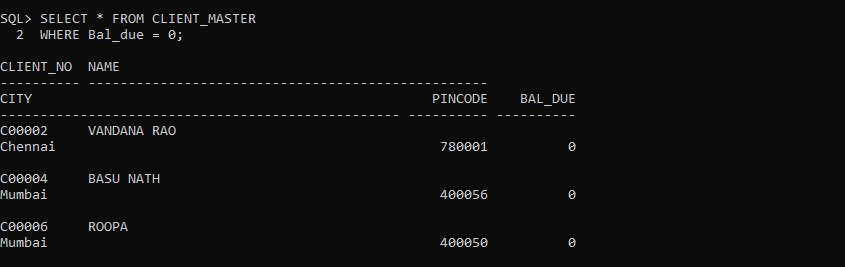 SQL> SELECT * FROM CLIENT_MASTER
  2  WHERE Bal_due = 0;
CLIENT_NO  NAME
---------- --------------------------------------------------
CITY                                                  PINCODE    BAL_DUE
-------------------------------------------------- ---------- ----------
C00002     VANDANA RAO
Chennai                                                780001          0
C00004     BASU NATH
Mumbai                                                 400056          0
C00006     ROOPA
Mumbai                                                 400050          0